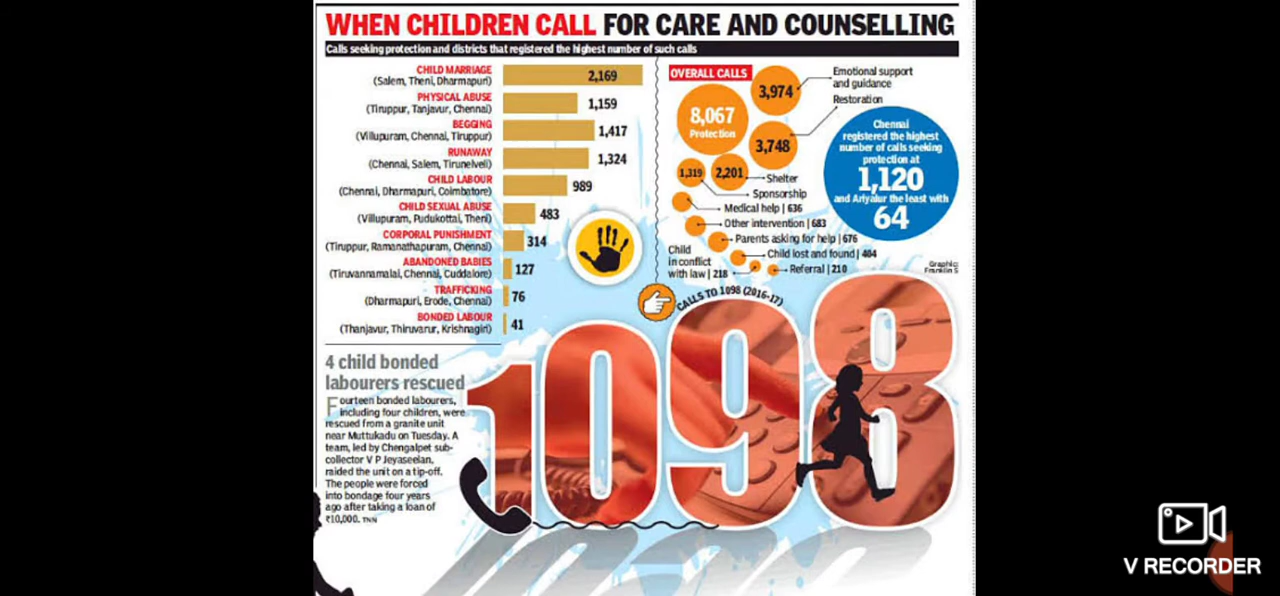 WHEN CHILDREN CALL FOR CARE AND COUNSELLING
Calls seeking protection and districts that registered the highest number of such calls
CHILD MARRIAGE
(Salem, Theni, Dharmapuri)
2,169
PHYSICAL ABUSE
(Tiruppur, Tanjavur, Chennai)
1,159
BEGGING
(Villupuram, Chennai, Tiruppur)
1,417
RUNAWAY
(Chennai, Salem, Tirunelveli)
1,324
CHILD LABOUR
(Chennai, Dharmapuri, Coimbatore)
989
CHILD SEXUAL ABUSE
(Villupuram, Pudukottai, Theni)
483
CORPORAL PUNISHMENT
(Tiruppur, Ramanathapuram, Chennai)
314
ABANDONED BABIES
(Tiruvannamalai, Chennai, Cuddalore)
127
TRAFFICKING
(Dharmapuri, Erode, Chennai)
76
BONDED LABOUR
(Thanjavur, Thiruvarur, Krishnagiri)
41
OVERALL CALLS
8,067
Protection
3,974
Emotional support
and guidance
Restoration
3,748
1,319
2,201
Shelter
Sponsorship
Medical help | 636
Other intervention | 683
Parents asking for help | 676
Child lost and found | 404
Child
in conflict
with law | 218
Referral | 210
Chennai
registered the highest
number of calls seeking
protection at
1,120
and Ariyalur the least with
64
Graphic:
Franklin S
CALLS TO 1098 (2016-17)
1098
4 child bonded
labourers rescued
Fourteen bonded labourers,
including four children, were
rescued from a granite unit
near Muttukadu on Tuesday. A
team, led by Chengalpet sub-
collector V P Jeyaseelan,
raided the unit on a tip-off.
The people were forced
into bondage four years
ago after taking a loan of
₹10,000. TNN
V RECORDER